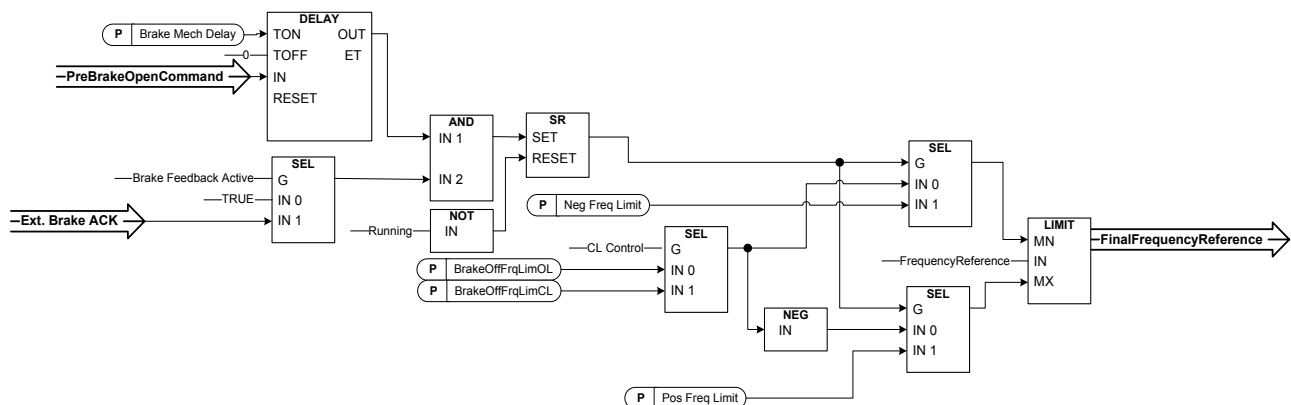 DELAY
P Brake Mech Delay
TON OUT
0 TOFF ET
PreBrakeOpenCommand IN
RESET
AND
IN 1
IN 2
SR
SET
RESET
SEL
Brake Feedback Active G
TRUE IN 0
Ext. Brake ACK IN 1
NOT
Running IN
SEL
G
IN 0
P Neg Freq Limit IN 1
SEL
CL Control G
P BrakeOffFrqLimOL IN 0
P BrakeOffFrqLimCL IN 1
LIMIT
MN FinalFrequencyReference
FrequencyReference IN
MX
SEL
G
IN 0
IN 1
NEG
IN
P Pos Freq Limit